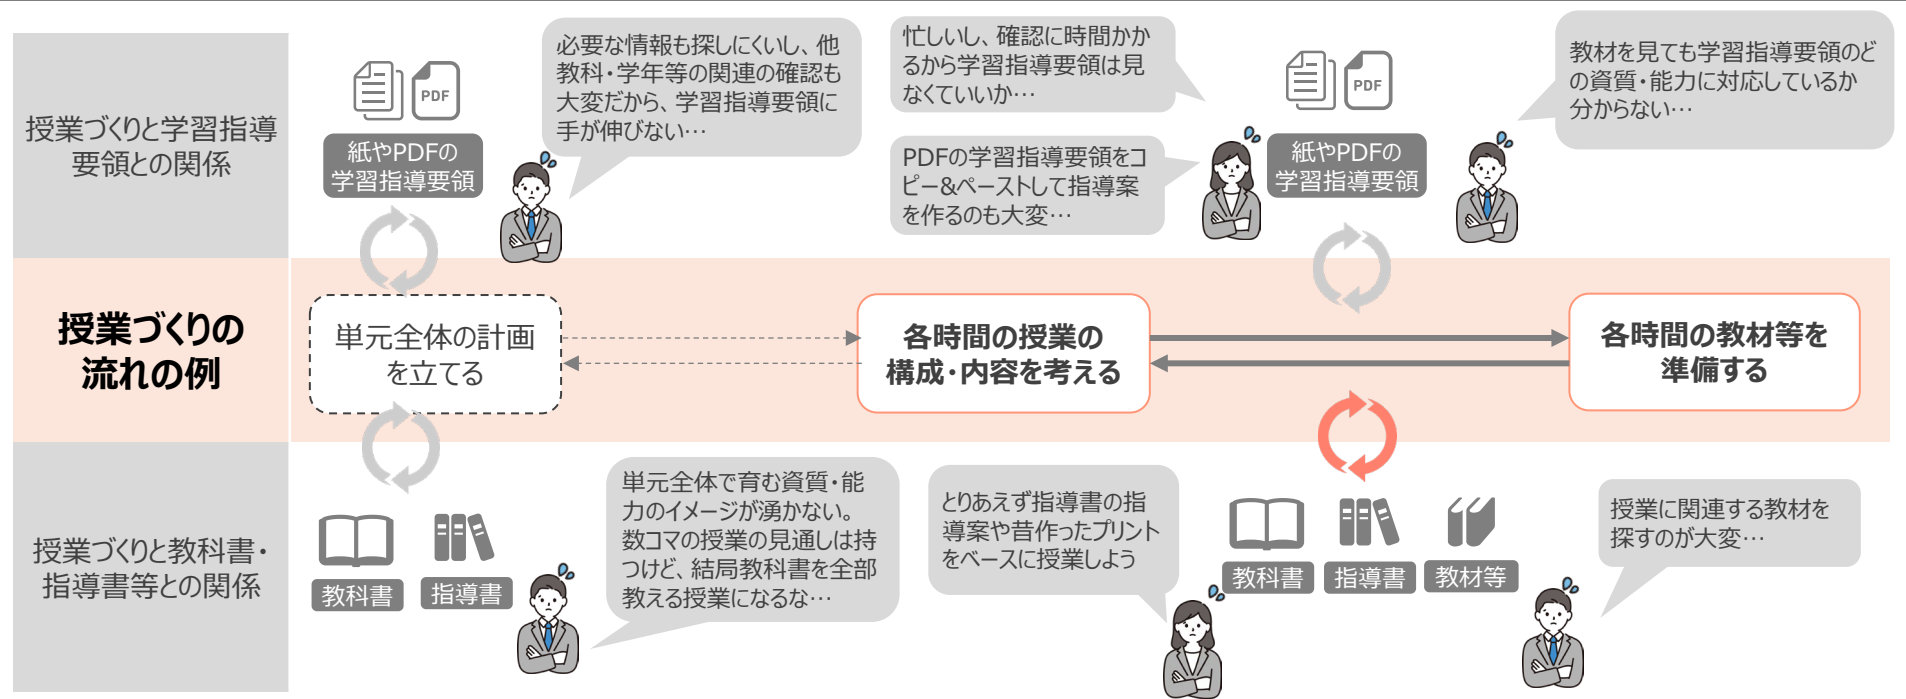 授業づくりと学習指導
要領との関係
PDF
紙やPDFの
学習指導要領
必要な情報も探しにくいし、他
教科・学年等の関連の確認も
大変だから、学習指導要領に
手が伸びない…
忙しいし、確認に時間かか
るから学習指導要領は見
なくていいか…
PDFの学習指導要領をコ
ピー&ペーストして指導案
を作るのも大変…
PDF
紙やPDFの
学習指導要領
教材を見ても学習指導要領のど
の資質・能力に対応しているか
分からない…
授業づくりの
流れの例
単元全体の計画
を立てる
各時間の授業の
構成・内容を考える
各時間の教材等を
準備する
授業づくりと教科書・
指導書等との関係
教科書
指導書
単元全体で育む資質・能
力のイメージが湧かない。
数コマの授業の見通しは持
つけど、結局教科書を全部
教える授業になるな…
とりあえず指導書の指
導案や昔作ったプリント
をベースに授業しよう
教科書
指導書
教材等
授業に関連する教材を
探すのが大変…